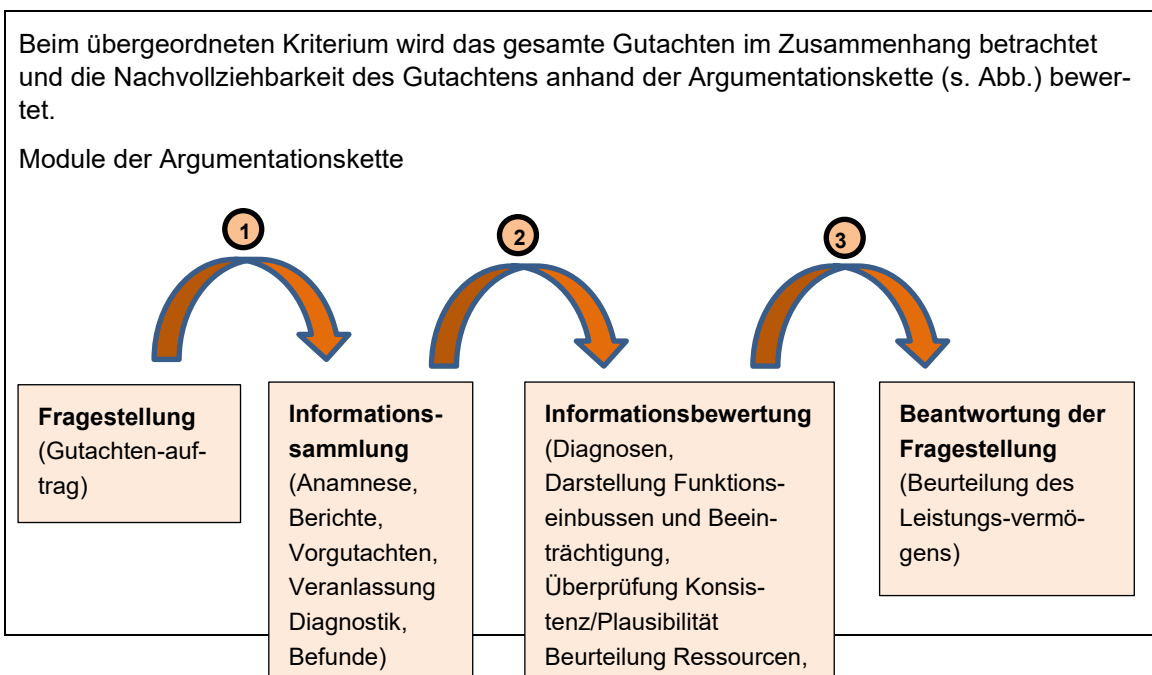 Beim übergeordneten Kriterium wird das gesamte Gutachten im Zusammenhang betrachtet
und die Nachvollziehbarkeit des Gutachtens anhand der Argumentationskette (s. Abb.) bewer-
tet.
Module der Argumentationskette
1
2
3
Fragestellung
(Gutachten-auf-
trag)
Informations-
sammlung
(Anamnese,
Berichte,
Vorgutachten,
Veranlassung
Diagnostik,
Befunde)
Informationsbewertung
(Diagnosen,
Darstellung Funktions-
einbussen und Beein-
trächtigung,
Überprüfung Konsis-
tenz/Plausibilität
Beurteilung Ressourcen,
Beantwortung der
Fragestellung
(Beurteilung des
Leistungs-vermö-
gens)